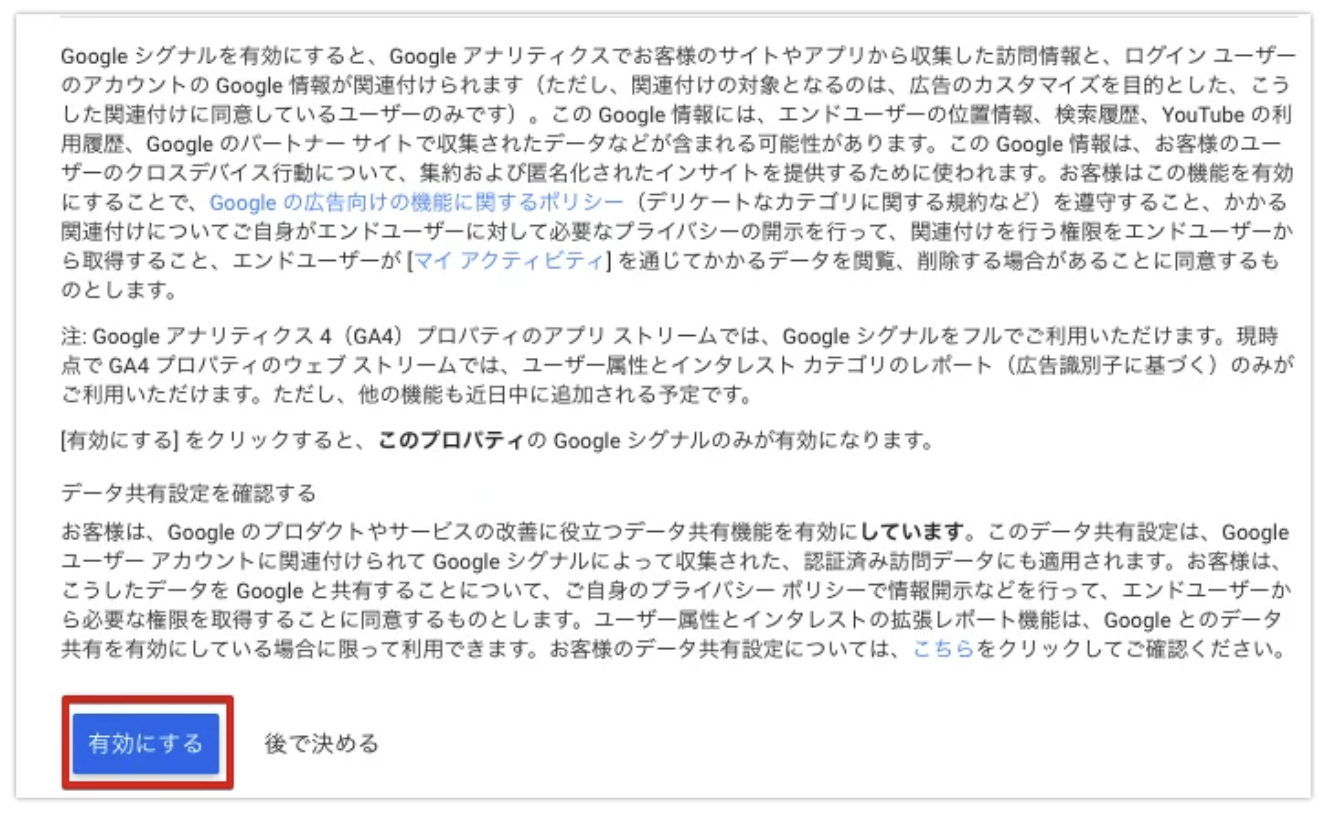 Google シグナルを有効にすると、Google アナリティクスでお客様のサイトやアプリから収集した訪問情報と、ログイン ユーザー
のアカウントの Google 情報が関連付けられます（ただし、関連付けの対象となるのは、広告のカスタマイズを目的とした、こう
した関連付けに同意しているユーザーのみです）。この Google 情報には、エンドユーザーの位置情報、検索履歴、YouTube の利
用履歴、Google のパートナー サイトで収集されたデータなどが含まれる可能性があります。この Google 情報は、お客様のユー
ザーのクロスデバイス行動について、集約および匿名化されたインサイトを提供するために使われます。お客様はこの機能を有効
にすることで、Google の広告向けの機能に関するポリシー（デリケートなカテゴリに関する規約など）を遵守すること、かかる
関連付けについてご自身がエンドユーザーに対して必要なプライバシーの開示を行って、関連付けを行う権限をエンドユーザーか
ら取得すること、エンドユーザーが [マイ アクティビティ] を通じてかかるデータを閲覧、削除する場合があることに同意するも
のとします。
注: Google アナリティクス 4（GA4）プロパティのアプリ ストリームでは、Google シグナルをフルでご利用いただけます。現時
点で GA4 プロパティのウェブ ストリームでは、ユーザー属性とインタレスト カテゴリのレポート（広告識別子に基づく）のみが
ご利用いただけます。ただし、他の機能も近日中に追加される予定です。
[有効にする] をクリックすると、このプロパティの Google シグナルのみが有効になります。
データ共有設定を確認する
お客様は、Google のプロダクトやサービスの改善に役立つデータ共有機能を有効にしています。このデータ共有設定は、Google
ユーザー アカウントに関連付けられて Google シグナルによって収集された、認証済み訪問データにも適用されます。お客様は、
こうしたデータを Google と共有することについて、ご自身のプライバシー ポリシーで情報開示などを行って、エンドユーザーか
ら必要な権限を取得することに同意するものとします。ユーザー属性とインタレストの拡張レポート機能は、Google とのデータ
共有を有効にしている場合に限って利用できます。お客様のデータ共有設定については、こちらをクリックしてご確認ください。
有効にする 後で決める